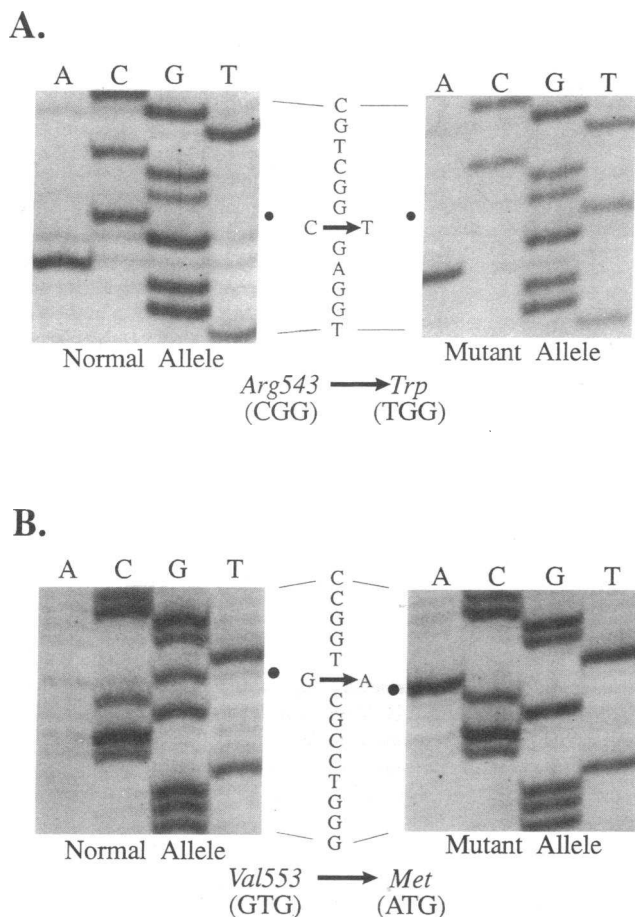 A.
A C G T
A C G T
C
G
T
C
G
G
C T
G
A
G
G
T
Normal Allele
Mutant Allele
Arg543 Trp
(CGG) (TGG)
B.
A C G T
A C G T
C
C
G
G
T
G A
C
G
C
C
T
G
G
G
Normal Allele
Mutant Allele
Val553 Met
(GTG) (ATG)